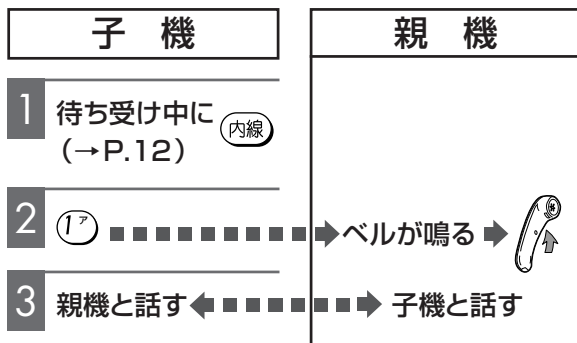 子 機
親 機
1 待ち受け中に 内線
(→P.12)
2 1ア ベルが鳴る
3 親機と話す 子機と話す